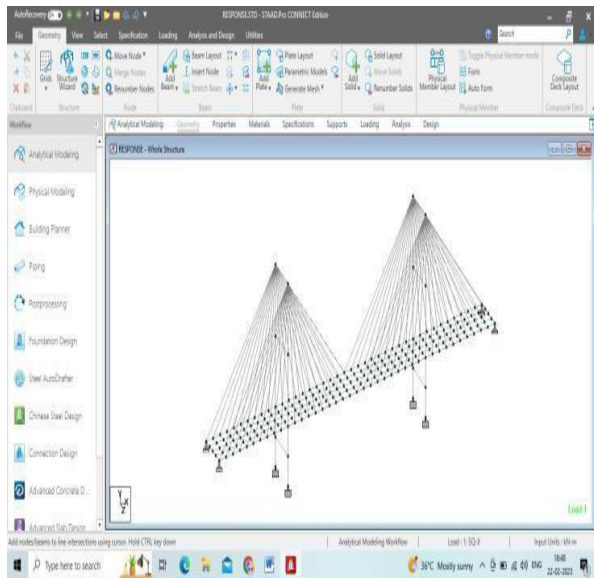 AutoRecovery On
RESPONSE.STD - STAAD.Pro CONNECT Edition
File Geometry View Select Specification Loading Analysis and Design Utilities
Search
Grids Structure Wizard
Move Node
Merge Nodes
Renumber Nodes
Add Beam
Beam Layout
Insert Node
Stretch Beam
Add Plate
Plate Layout
Parametric Models
Generate Mesh
Add Solid
Solid Layout
Move Solids
Renumber Solids
Physical Member Layout
Toggle Physical Member mode
Form
Auto Form
Composite Deck Layout
Clipboard Structure Node Beam Plate Solid Physical Member Composite Deck
Workflow
Analytical Modeling Geometry Properties Materials Specifications Supports Loading Analysis Design
RESPONSE - Whole Structure
Analytical Modeling
Physical Modeling
Building Planner
Piping
Postprocessing
Foundation Design
Steel AutoDrafter
Chinese Steel Design
Connection Design
Advanced Concrete D...
Advanced Slab Design
Y
X
Z
Load 1
Add nodes/beams to line intersections using cursor. Hold CTRL key down
Analytical Modeling Workflow
Load : 1: SQ-X
Input Units : kN-m
Type here to search
36°C Mostly sunny
ENG
22-02-2023